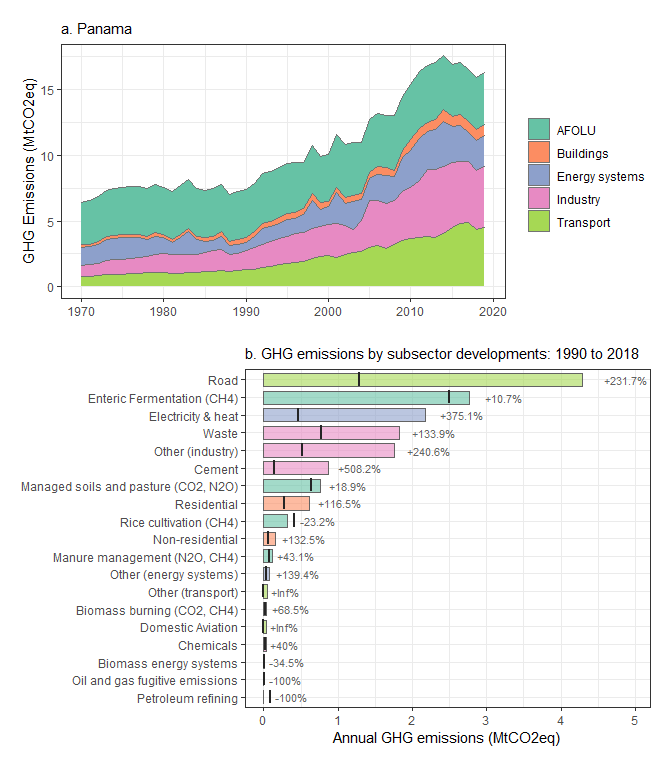 a. Panama
GHG Emissions (MtCO2eq)
15
10
5
0
1970
1980
1990
2000
2010
2020
AFOLU
Buildings
Energy systems
Industry
Transport
b. GHG emissions by subsector developments: 1990 to 2018
Road +231.7%
Enteric Fermentation (CH4) +10.7%
Electricity & heat +375.1%
Waste +133.9%
Other (industry) +240.6%
Cement +508.2%
Managed soils and pasture (CO2, N2O) +18.9%
Residential +116.5%
Rice cultivation (CH4) -23.2%
Non-residential +132.5%
Manure management (N2O, CH4) +43.1%
Other (energy systems) +139.4%
Other (transport) +Inf%
Biomass burning (CO2, CH4) +68.5%
Domestic Aviation +Inf%
Chemicals +40%
Biomass energy systems -34.5%
Oil and gas fugitive emissions -100%
Petroleum refining -100%
0
1
2
3
4
5
Annual GHG emissions (MtCO2eq)